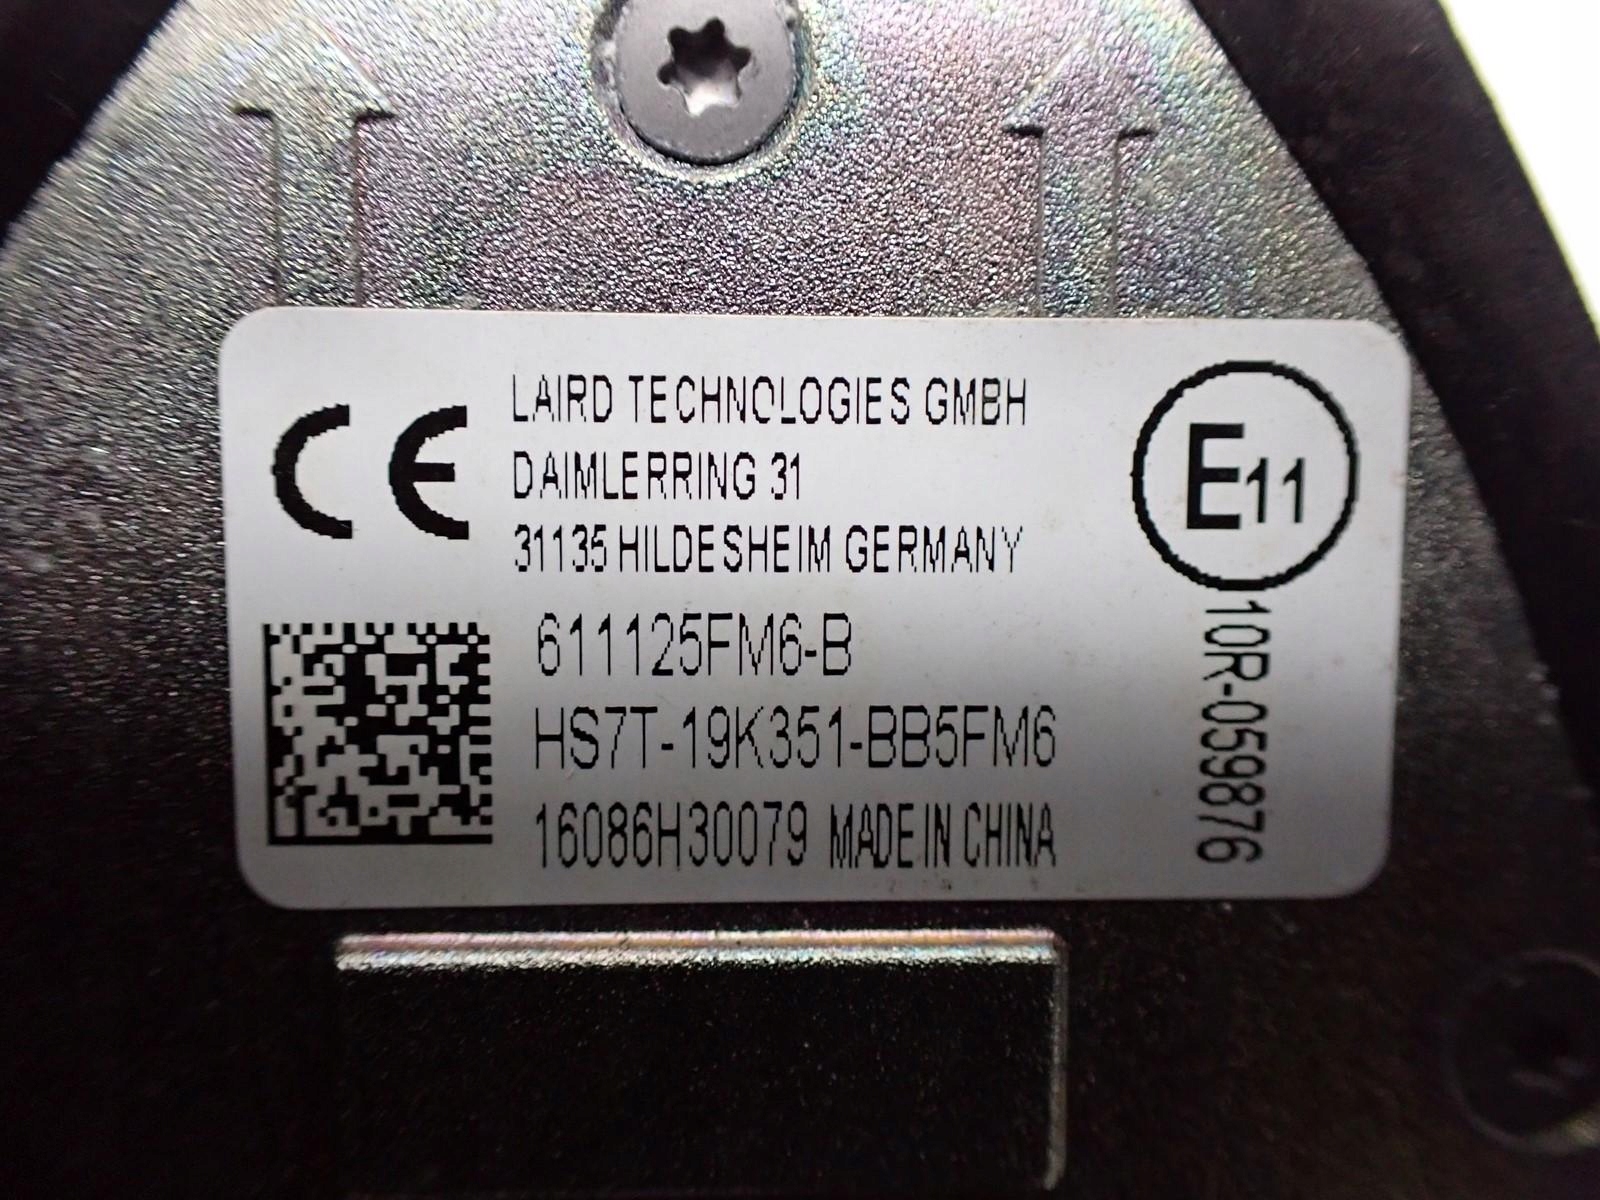 CE
LAIRD TECHNOLOGIES GMBH
DAIMLERRING 31
31135 HILDESHEIM GERMANY
E11
10R-059876
611125FM6-B
HS7T-19K351-BB5FM6
16086H30079 MADE IN CHINA